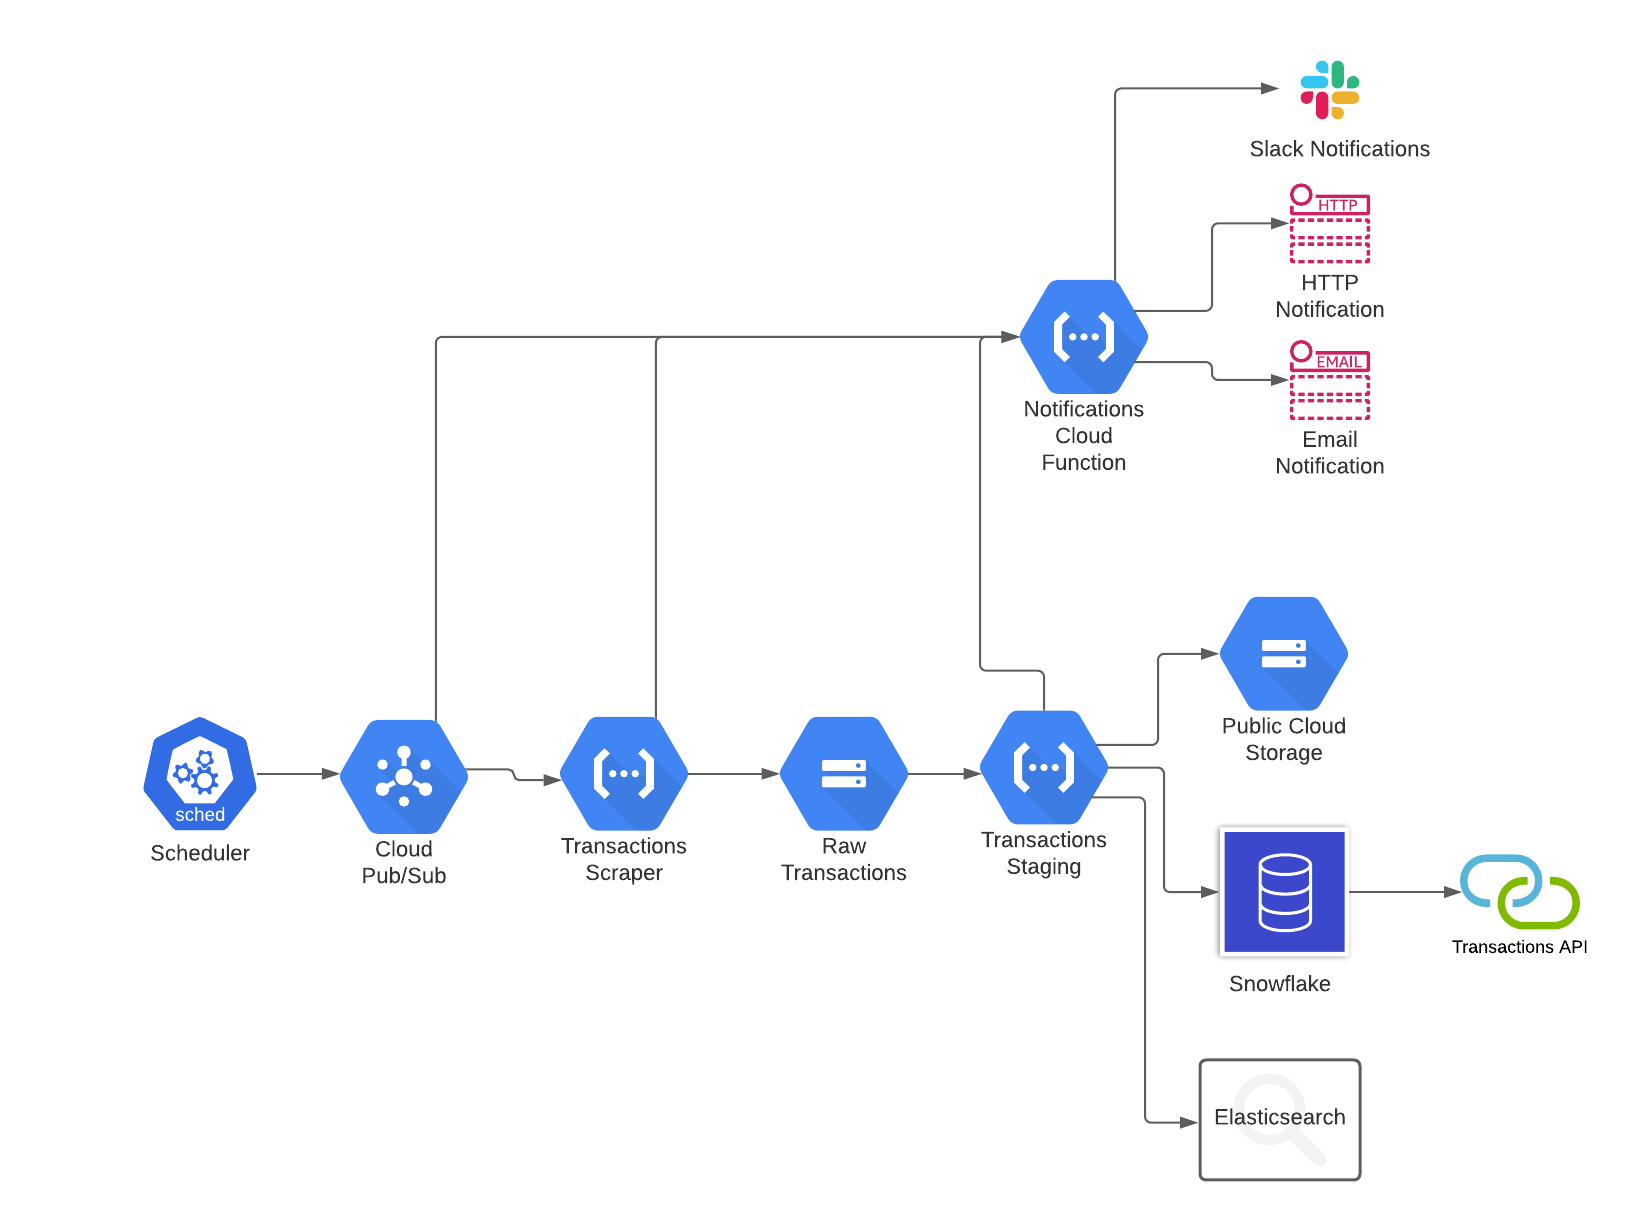 Slack Notifications
HTTP
HTTP
Notification
EMAIL
Email
Notification
Notifications
Cloud
Function
Public Cloud
Storage
sched
Scheduler
Cloud
Pub/Sub
Transactions
Scraper
Raw
Transactions
Transactions
Staging
Snowflake
Transactions API
Elasticsearch